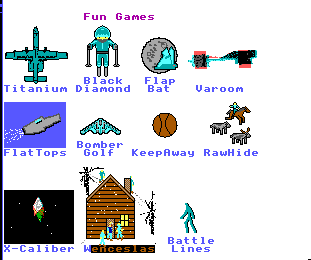 Fun Games
Titanium
Black
Diamond
Flap
Bat
Varoom
FlatTops
Bomber
Golf
KeepAway
RawHide
X-Caliber
Wenceslas
Battle
Lines